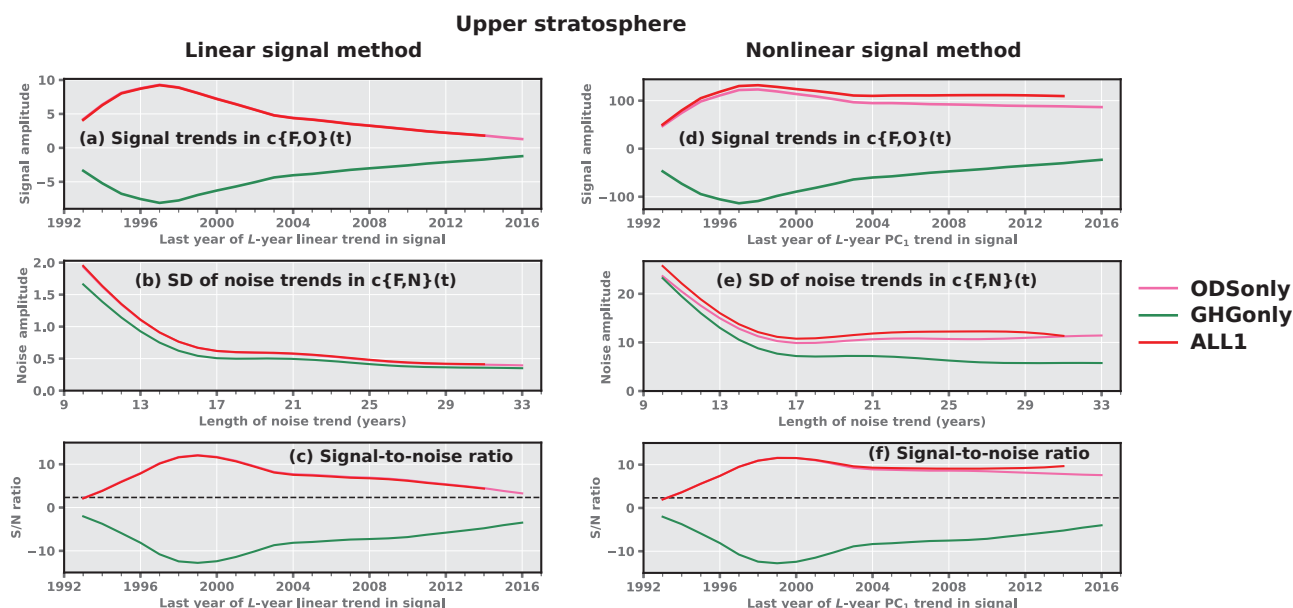 Upper stratosphere
Linear signal method
10
5
0
−5
Signal amplitude
(a) Signal trends in c{F,O}(t)
1992 1996 2000 2004 2008 2012 2016
Last year of L-year linear trend in signal
2.0
1.5
1.0
0.5
0.0
Noise amplitude
(b) SD of noise trends in c{F,N}(t)
9 13 17 21 25 29 33
Length of noise trend (years)
10
0
−10
S/N ratio
(c) Signal-to-noise ratio
1992 1996 2000 2004 2008 2012 2016
Last year of L-year linear trend in signal
Nonlinear signal method
100
0
−100
Signal amplitude
(d) Signal trends in c{F,O}(t)
1992 1996 2000 2004 2008 2012 2016
Last year of L-year PC₁ trend in signal
20
10
0
Noise amplitude
(e) SD of noise trends in c{F,N}(t)
9 13 17 21 25 29 33
Length of noise trend (years)
10
0
−10
S/N ratio
(f) Signal-to-noise ratio
1992 1996 2000 2004 2008 2012 2016
Last year of L-year PC₁ trend in signal
ODSonly
GHGonly
ALL1